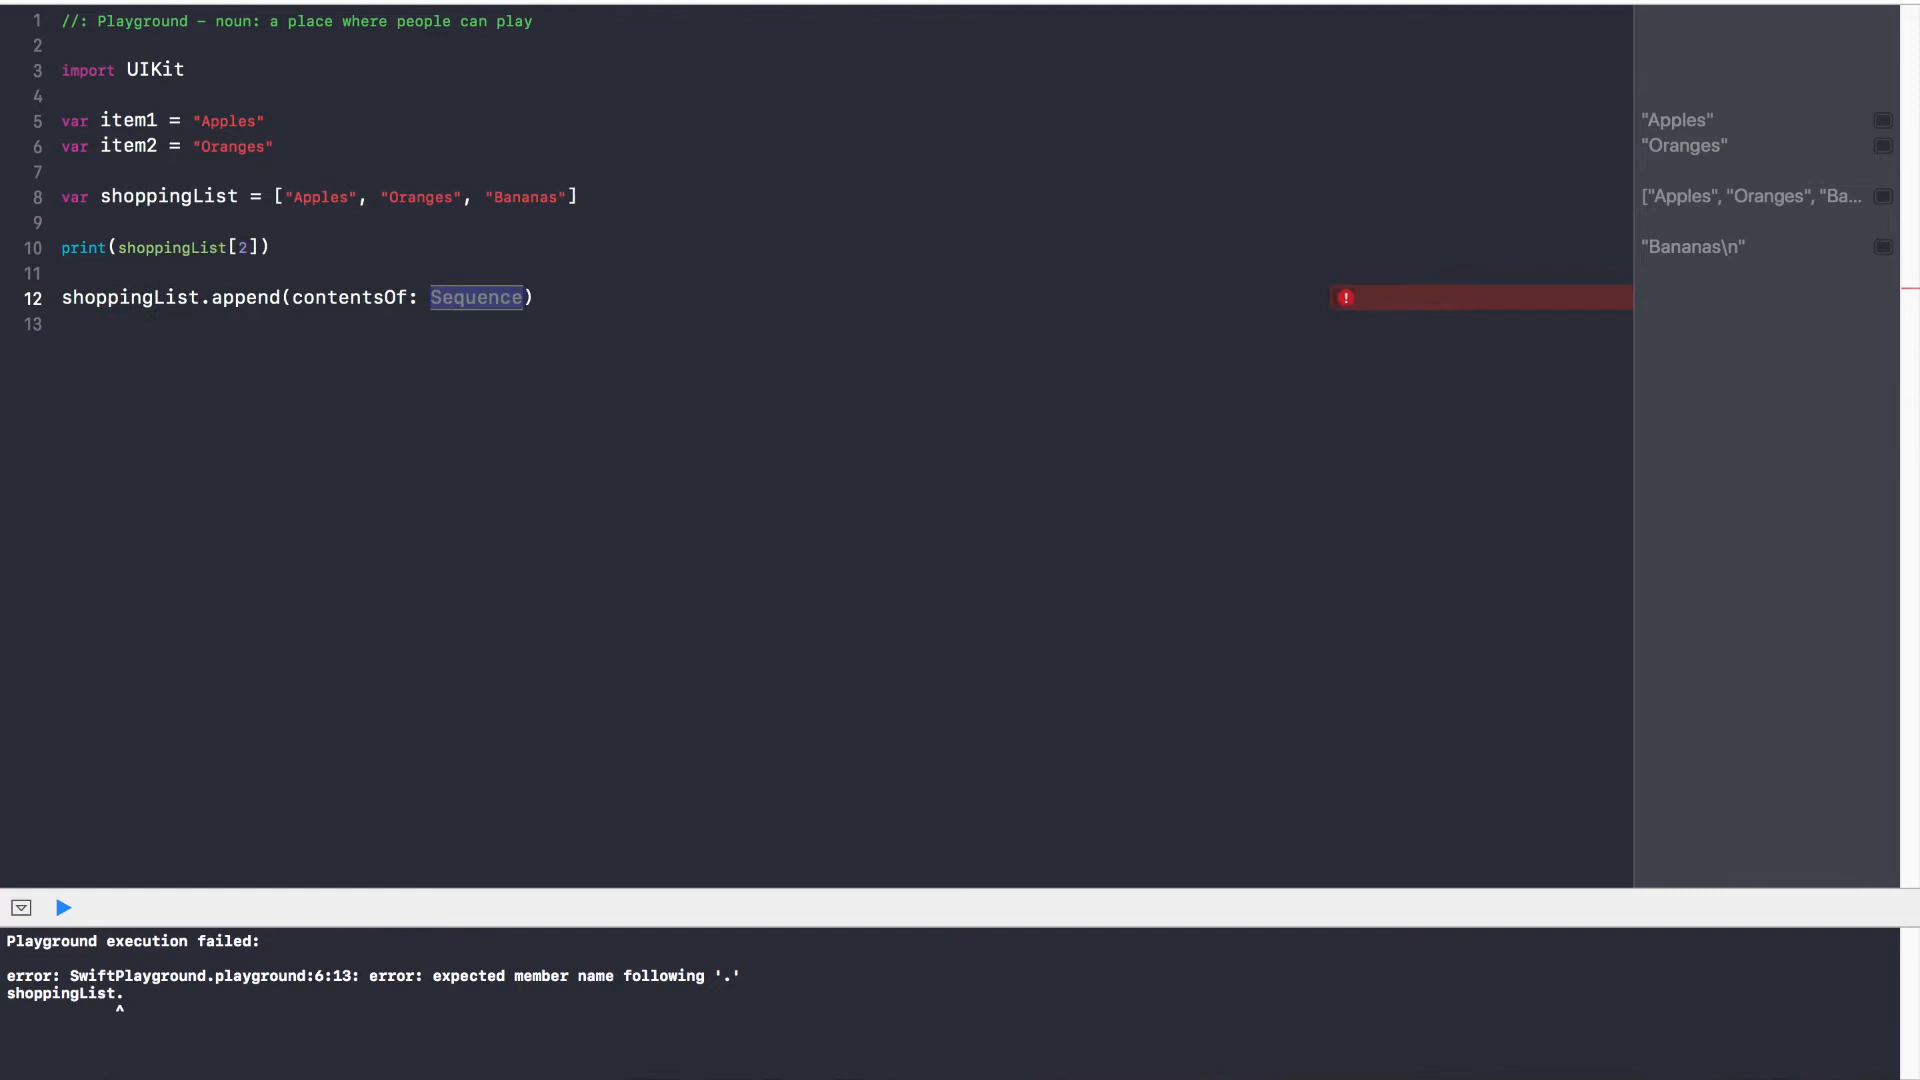 1 //: Playground - noun: a place where people can play
2
3 import UIKit
4
5 var item1 = "Apples" "Apples"
6 var item2 = "Oranges" "Oranges"
7
8 var shoppingList = ["Apples", "Oranges", "Bananas"] ["Apples", "Oranges", "Ba...
9
10 print(shoppingList[2]) "Bananas\n"
11
12 shoppingList.append(contentsOf: Sequence) !
13
Playground execution failed:
error: SwiftPlayground.playground:6:13: error: expected member name following '.'
shoppingList.
^